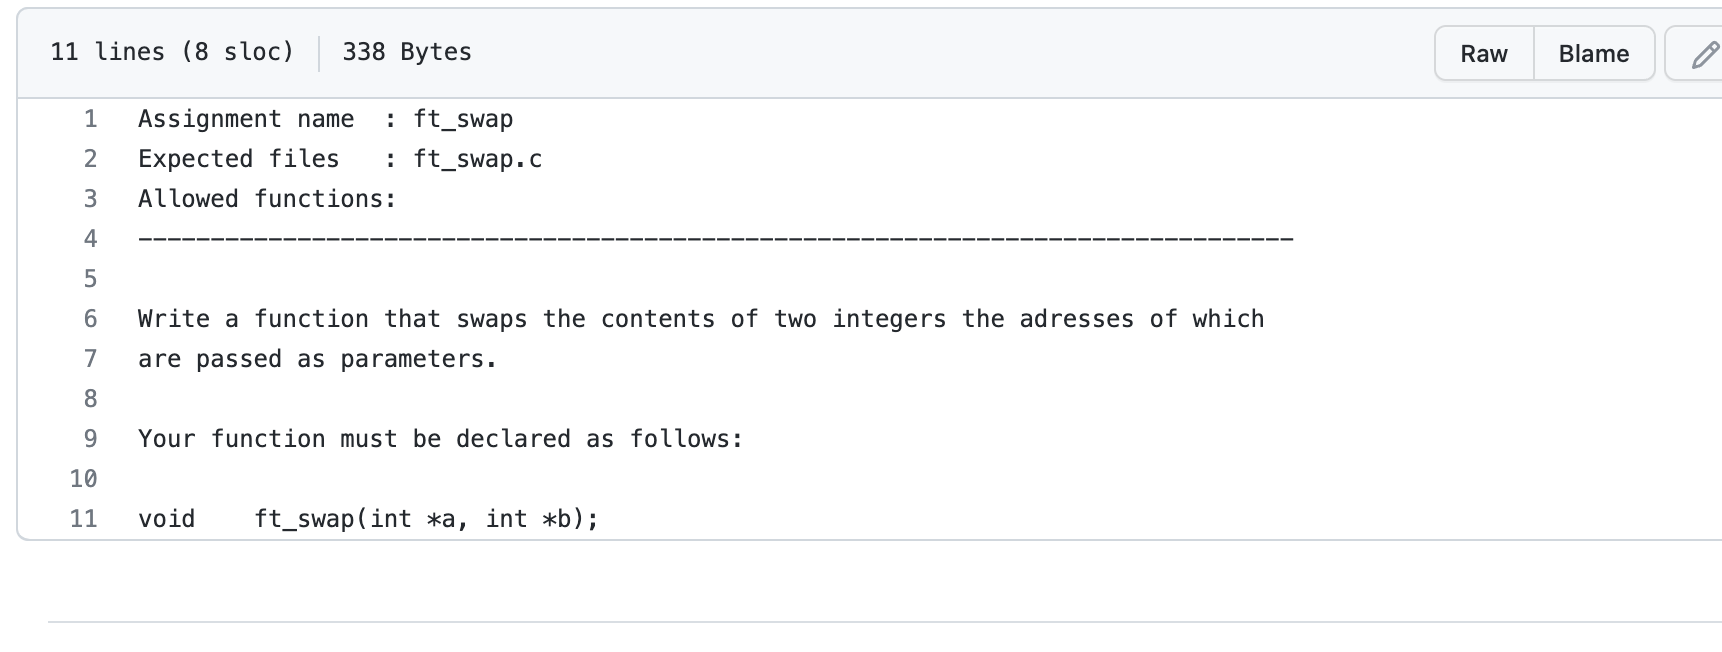 11 lines (8 sloc) 338 Bytes Raw Blame
1 Assignment name  : ft_swap
2 Expected files   : ft_swap.c
3 Allowed functions:
4 --------------------------------------------------------------------------------
5
6 Write a function that swaps the contents of two integers the adresses of which
7 are passed as parameters.
8
9 Your function must be declared as follows:
10
11 void    ft_swap(int *a, int *b);